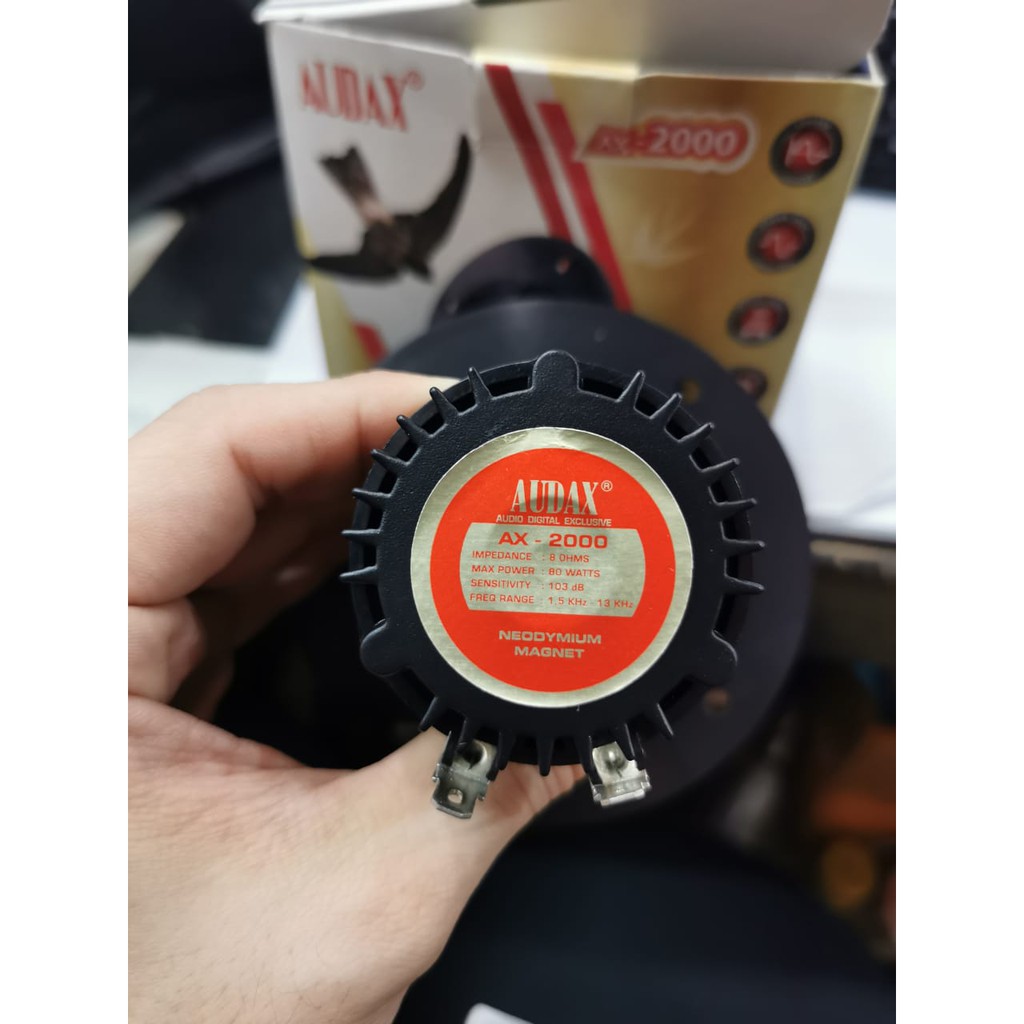 AUDAX®
AX-2000
AUDAX®
AUDIO DIGITAL EXCLUSIVE
AX - 2000
IMPEDANCE : 8 OHMS
MAX POWER : 80 WATTS
SENSITIVITY : 103 dB
FREQ RANGE : 1.5 KHz - 13 KHz
NEODYMIUM
MAGNET